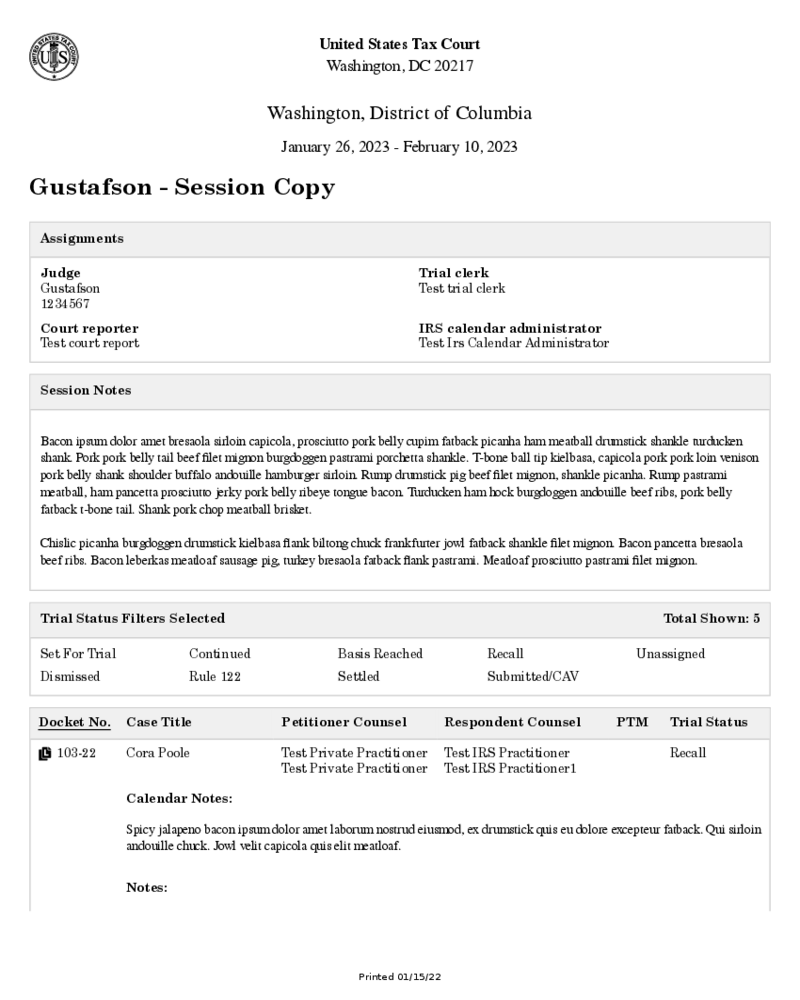 UNITED STATES TAX COURT
US
United States Tax Court
Washington, DC 20217
Washington, District of Columbia
January 26, 2023 - February 10, 2023
Gustafson - Session Copy
Assignments
Judge
Gustafson
1234567
Trial clerk
Test trial clerk
Court reporter
Test court report
IRS calendar administrator
Test Irs Calendar Administrator
Session Notes
Bacon ipsum dolor amet bresaola sirloin capicola, prosciutto pork belly cupim fatback picanha ham meatball drumstick shankle turducken
shank. Pork pork belly tail beef filet mignon burgdoggen pastrami porchetta shankle. T-bone ball tip kielbasa, capicola pork pork loin venison
pork belly shank shoulder buffalo andouille hamburger sirloin. Rump drumstick pig beef filet mignon, shankle picanha. Rump pastrami
meatball, ham pancetta prosciutto jerky pork belly ribeye tongue bacon. Turducken ham hock burgdoggen andouille beef ribs, pork belly
fatback t-bone tail. Shank pork chop meatball brisket.
Chislic picanha burgdoggen drumstick kielbasa flank biltong chuck frankfurter jowl fatback shankle filet mignon. Bacon pancetta bresaola
beef ribs. Bacon leberkas meatloaf sausage pig, turkey bresaola fatback flank pastrami. Meatloaf prosciutto pastrami filet mignon.
Trial Status Filters Selected Total Shown: 5
Set For Trial Continued Basis Reached Recall Unassigned
Dismissed Rule 122 Settled Submitted/CAV
Docket No. Case Title Petitioner Counsel Respondent Counsel PTM Trial Status
103-22 Cora Poole Test Private Practitioner Test IRS Practitioner Recall
Test Private Practitioner Test IRS Practitioner1
Calendar Notes:
Spicy jalapeno bacon ipsum dolor amet laborum nostrud eiusmod, ex drumstick quis eu dolore excepteur fatback. Qui sirloin
andouille chuck. Jowl velit capicola quis elit meatloaf.
Notes:
Printed 01/15/22